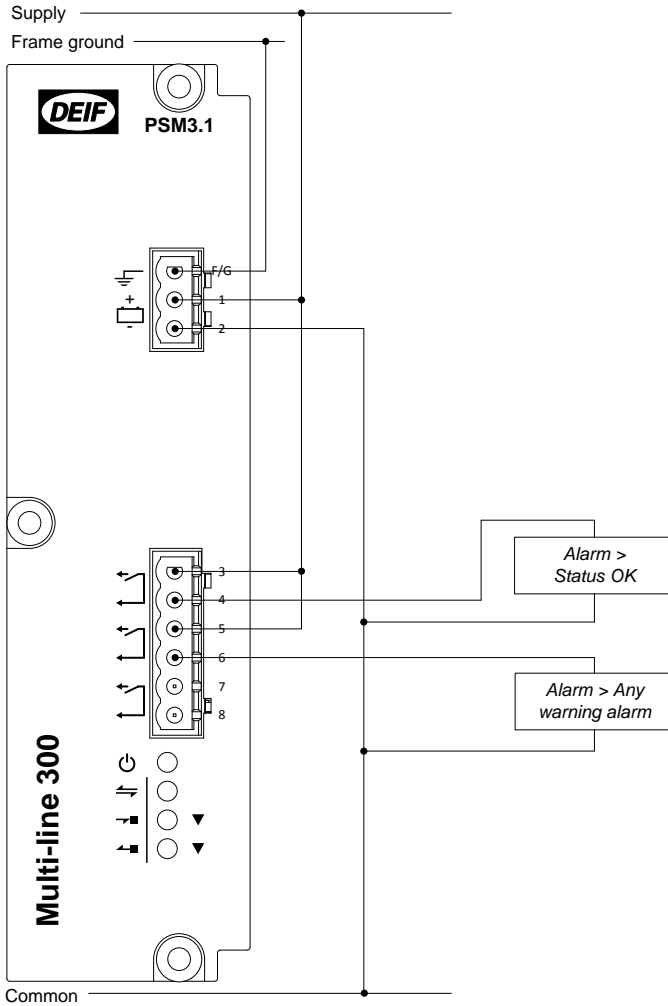 Supply
Frame ground
DEIF
PSM3.1
F/G
+
1
-
2
3
4
5
6
7
8
Alarm >
Status OK
Alarm > Any
warning alarm
Multi-line 300
Common